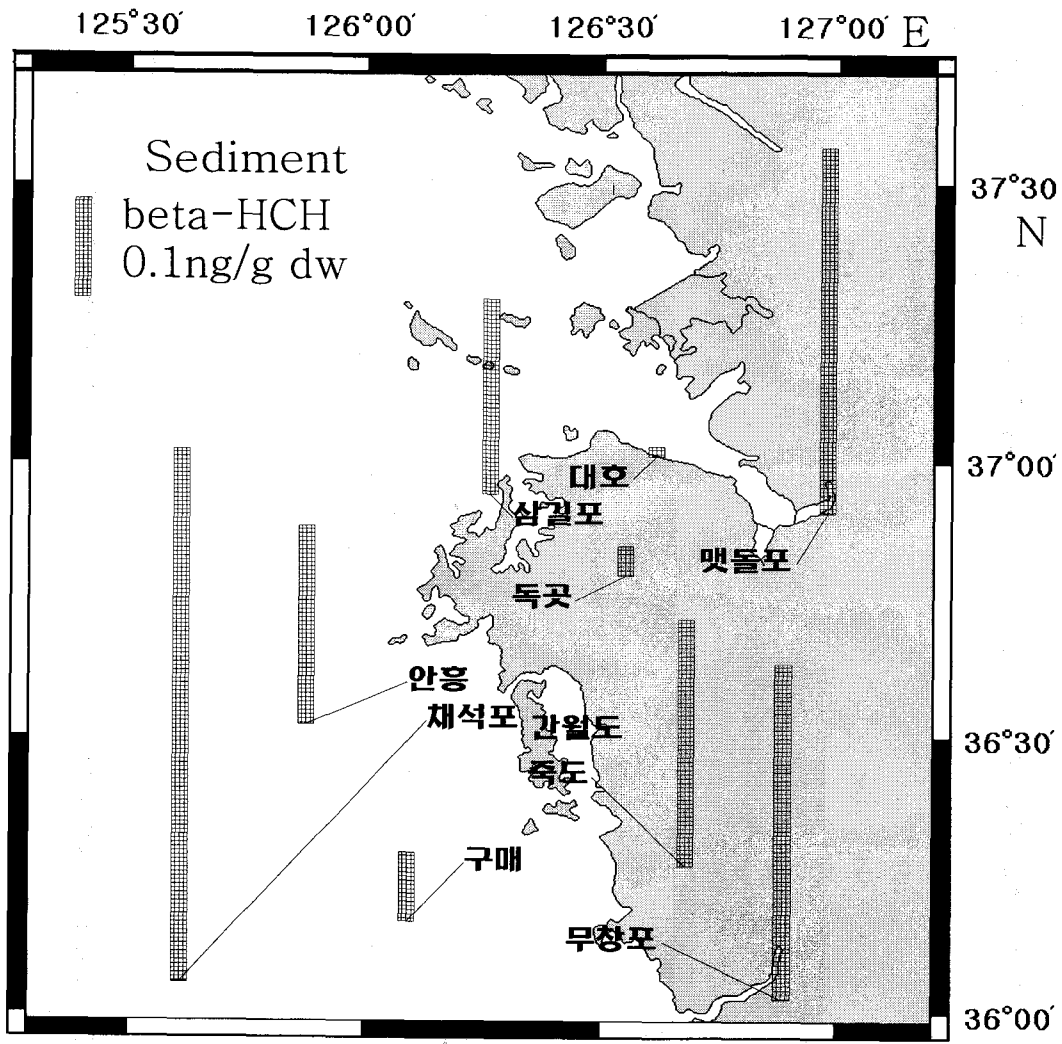 125°30′ 126°00′ 126°30′ 127°00′ E
Sediment
beta-HCH
0.1ng/g dw
37°30′
N
대호
37°00′
삼길포
맷돌포
독곶
안흥
채석포
간월도
36°30′
죽도
구매
무창포
36°00′